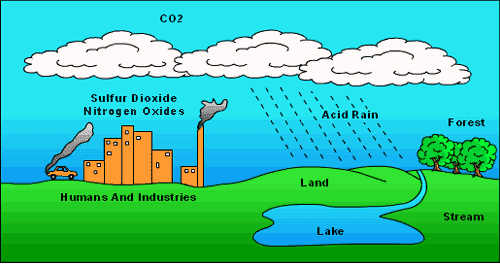 CO2
Sulfur Dioxide
Nitrogen Oxides
Acid Rain
Forest
Land
Humans And Industries
Stream
Lake